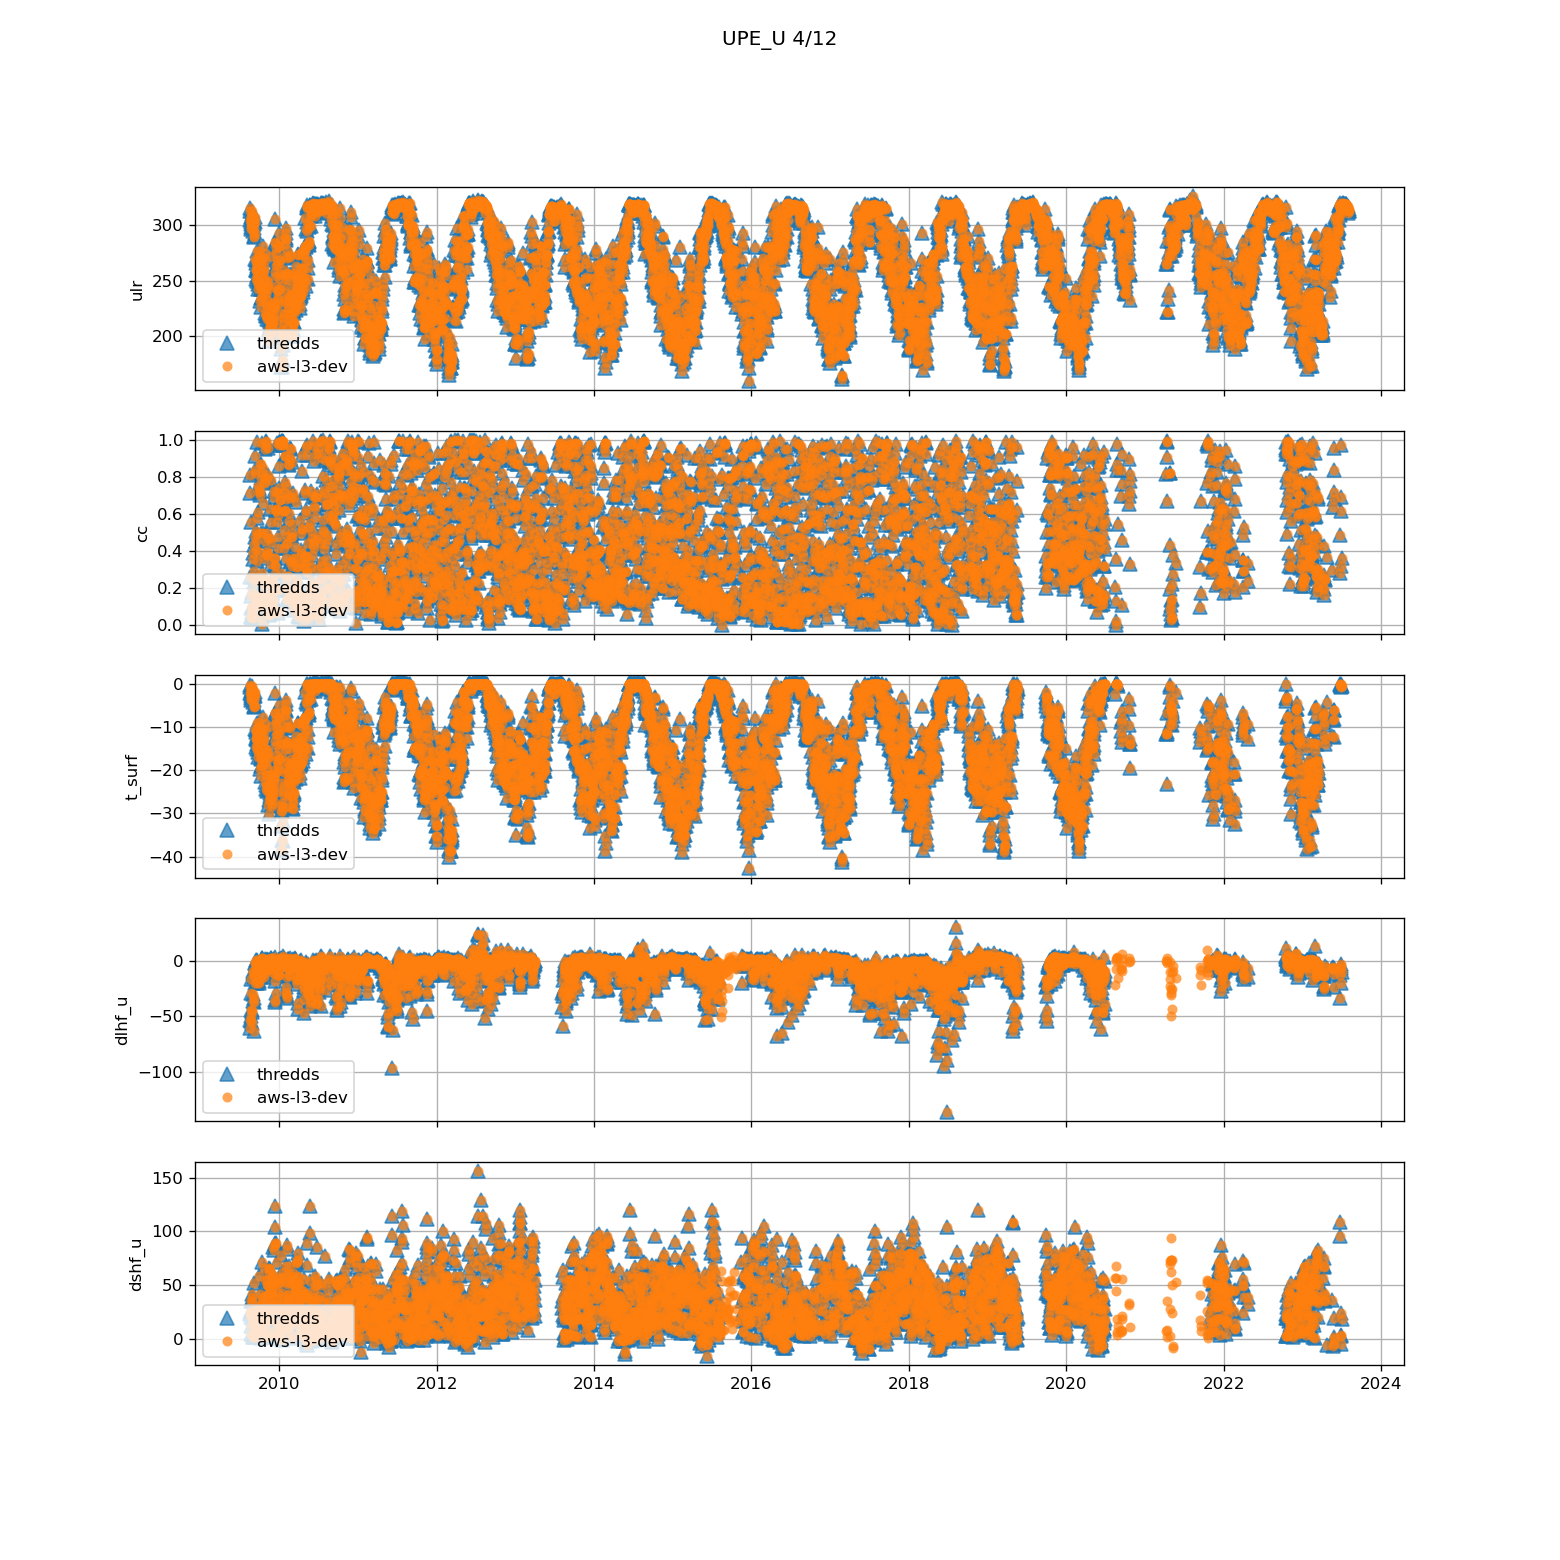 UPE_U 4/12
300
250
200
ulr
thredds
aws-l3-dev
1.0
0.8
0.6
0.4
0.2
0.0
cc
thredds
aws-l3-dev
0
−10
−20
−30
−40
t_surf
thredds
aws-l3-dev
0
−50
−100
dlhf_u
thredds
aws-l3-dev
150
100
50
0
dshf_u
thredds
aws-l3-dev
2010 2012 2014 2016 2018 2020 2022 2024